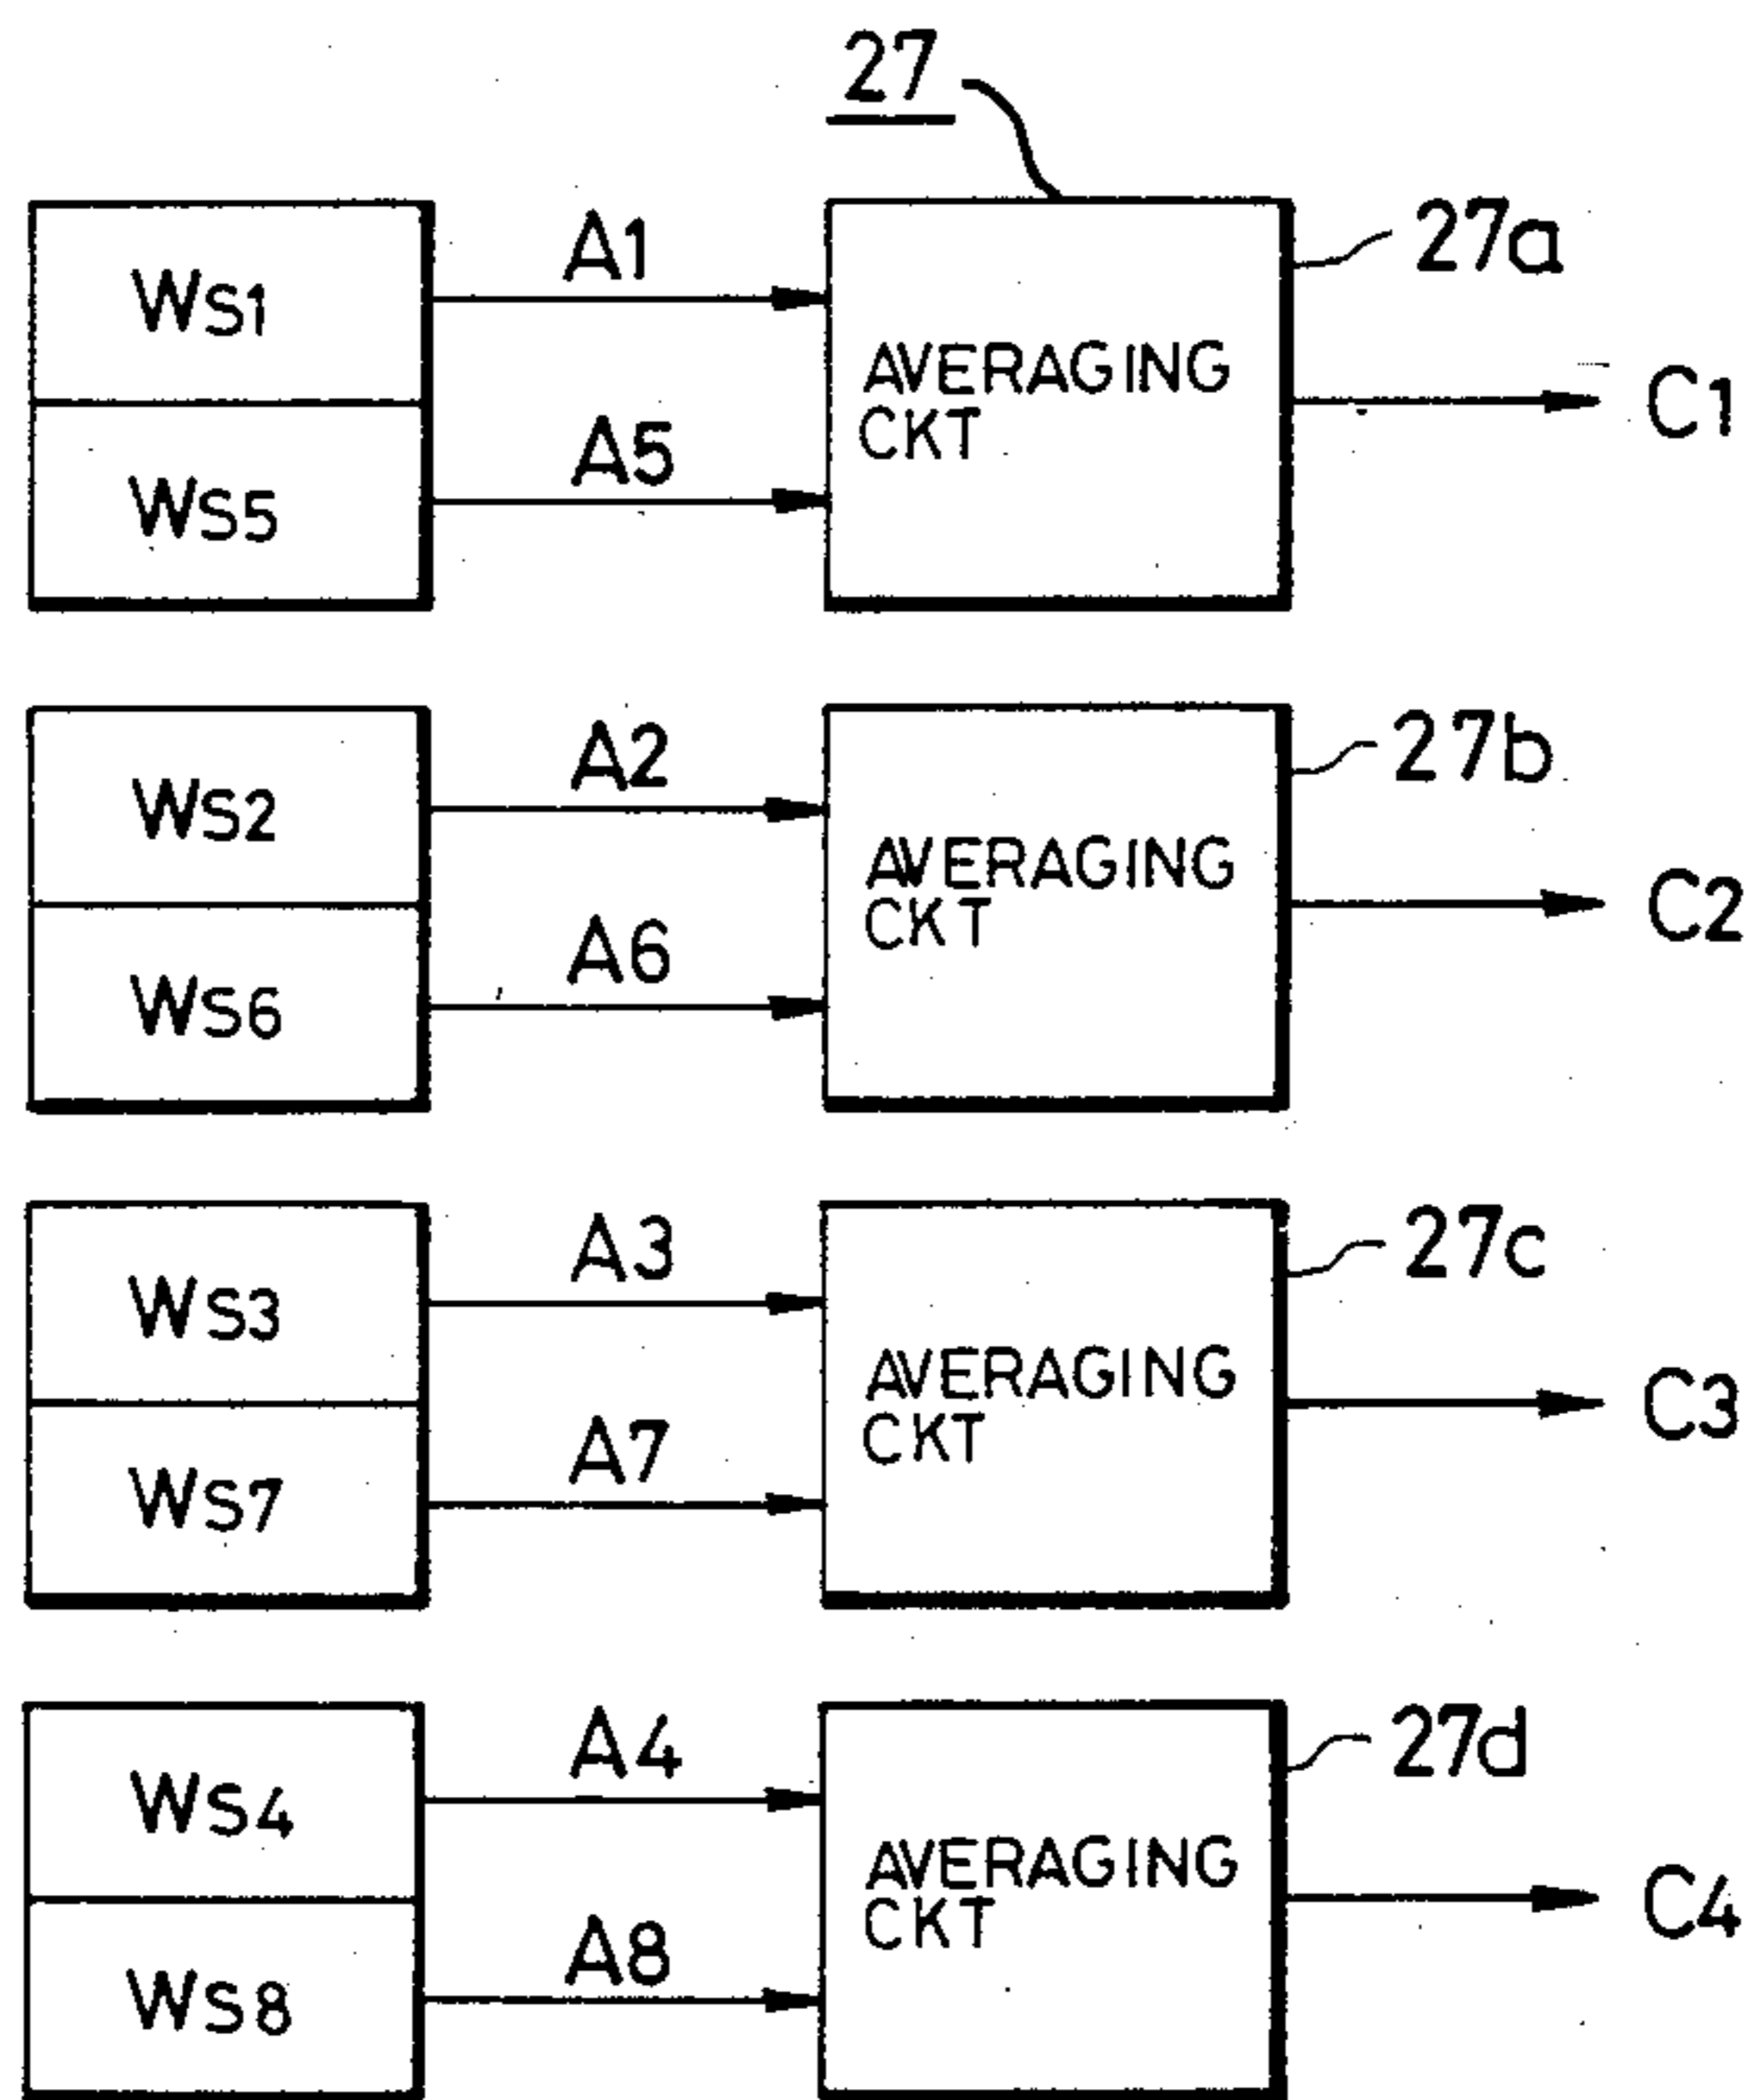 27
27a
WS1
A1
AVERAGING
CKT
C1
WS5
A5
27b
WS2
A2
AVERAGING
CKT
C2
WS6
A6
27c
WS3
A3
AVERAGING
CKT
C3
WS7
A7
27d
WS4
A4
AVERAGING
CKT
C4
WS8
A8